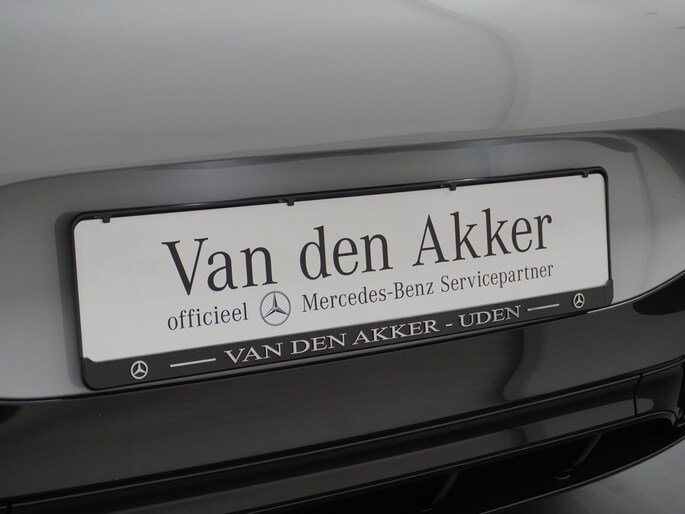 Van den Akker
officieel Mercedes-Benz Servicepartner
VAN DEN AKKER - UDEN